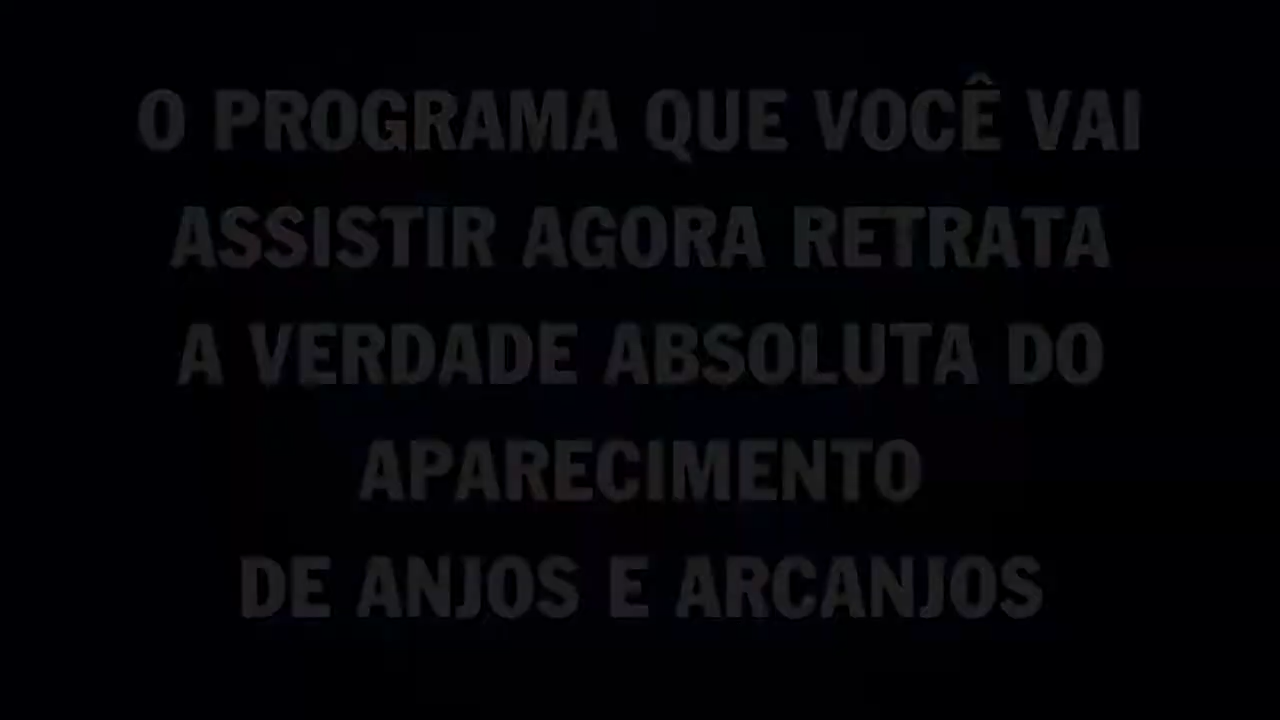 O PROGRAMA QUE VOCÊ VAI
ASSISTIR AGORA RETRATA
A VERDADE ABSOLUTA DO
APARECIMENTO
DE ANJOS E ARCANJOS